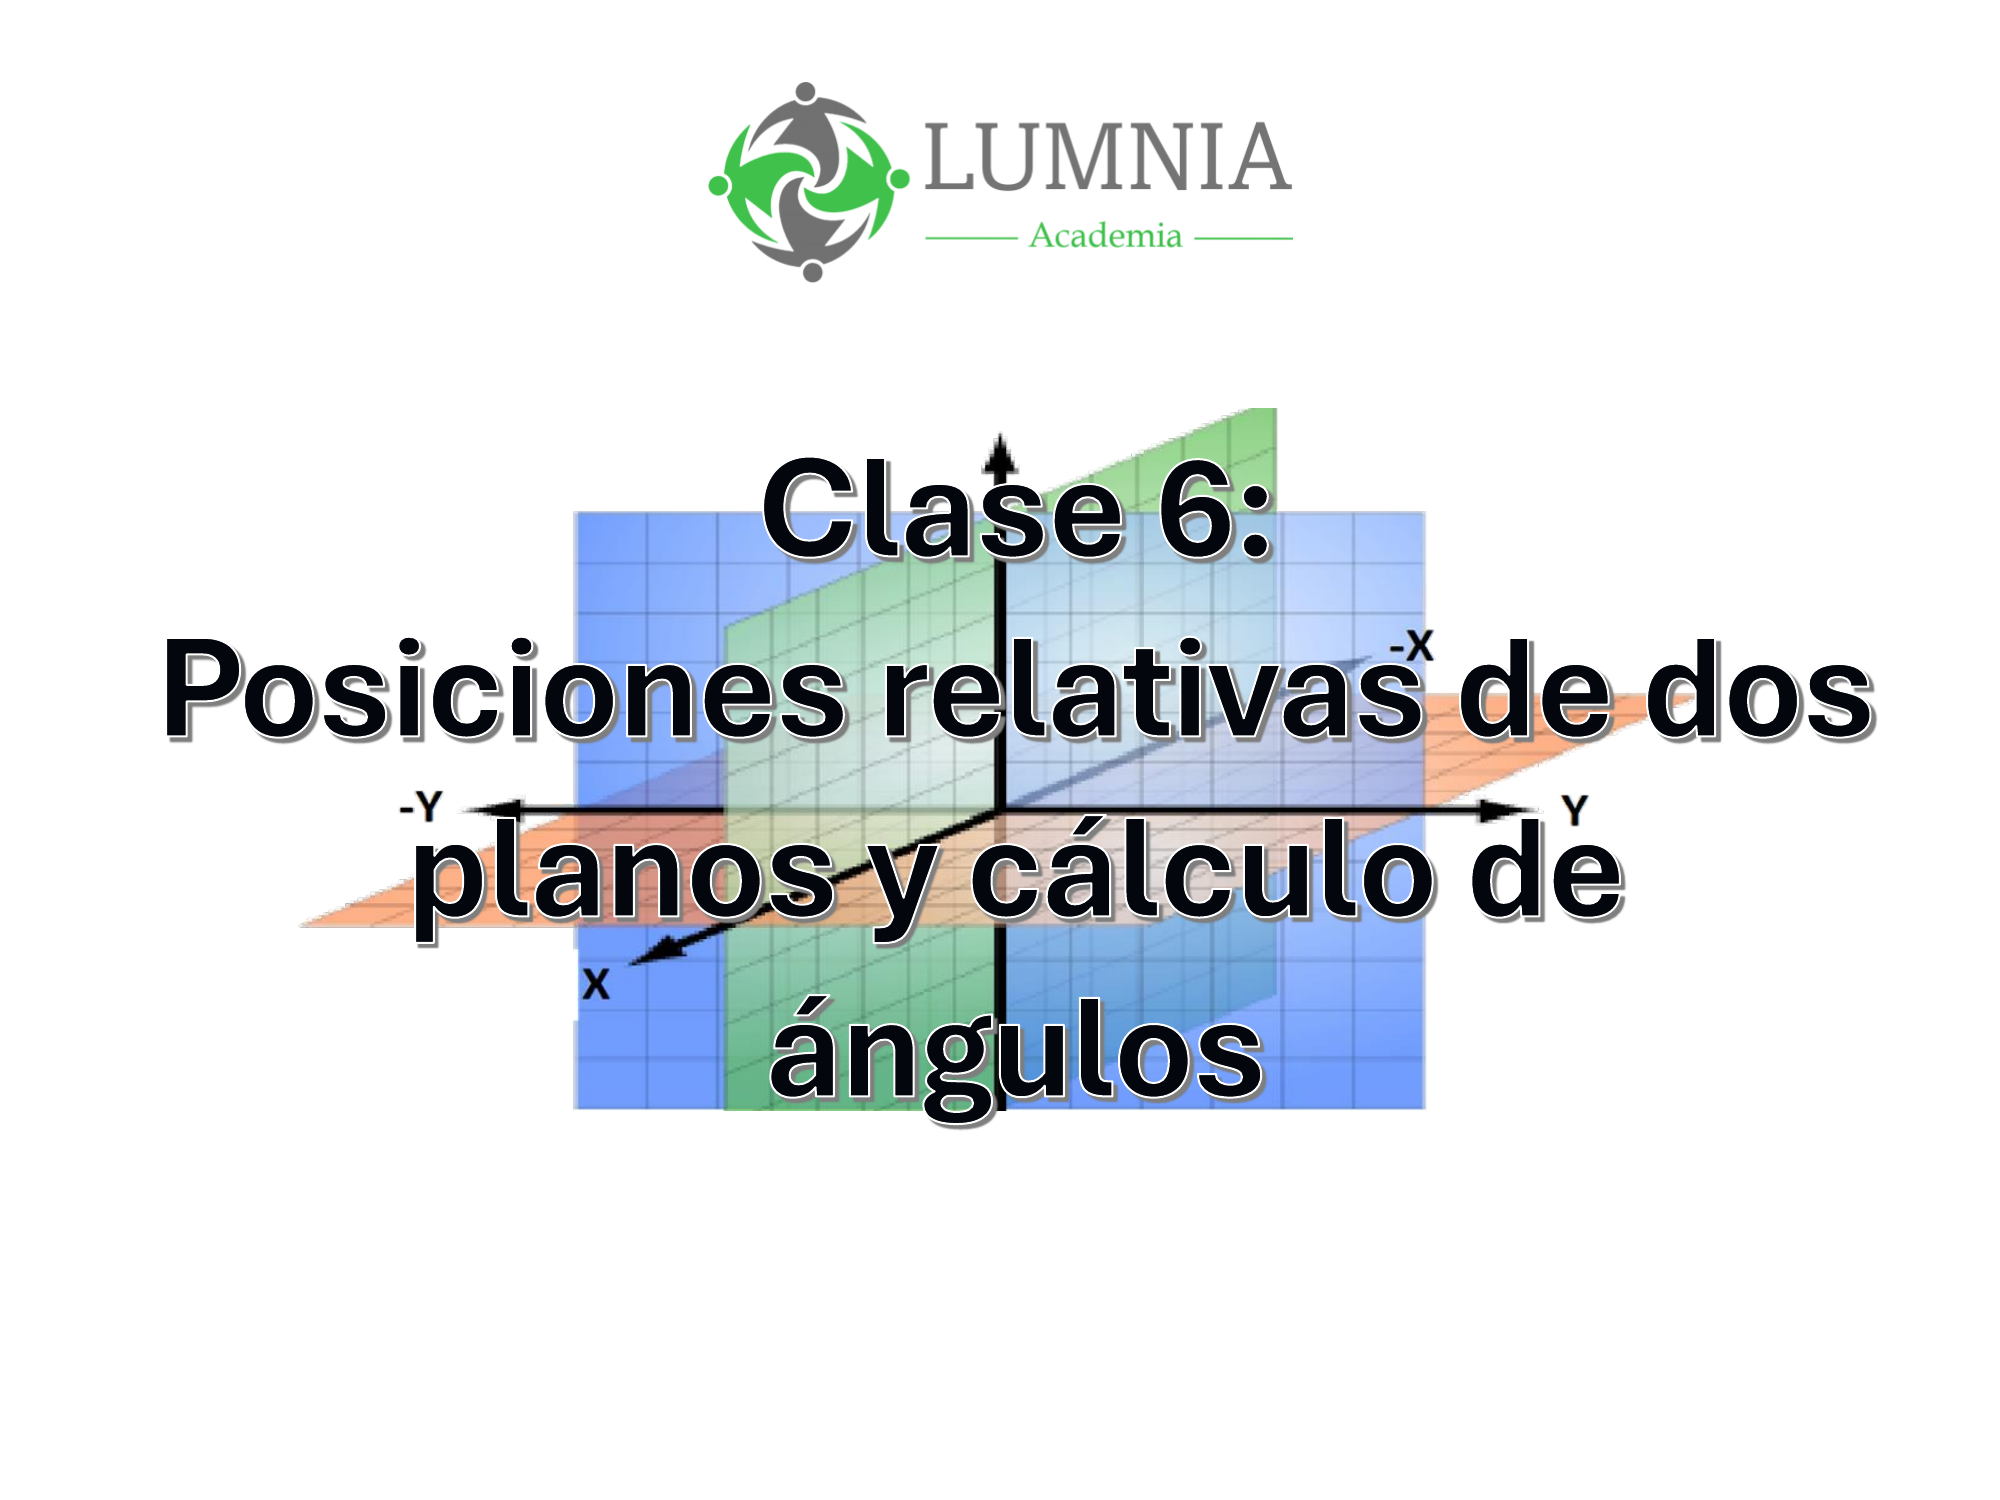 LUMNIA
Academia
Clase 6:
-X
Posiciones relativas de dos
-Y
Y
planos y cálculo de
X
ángulos